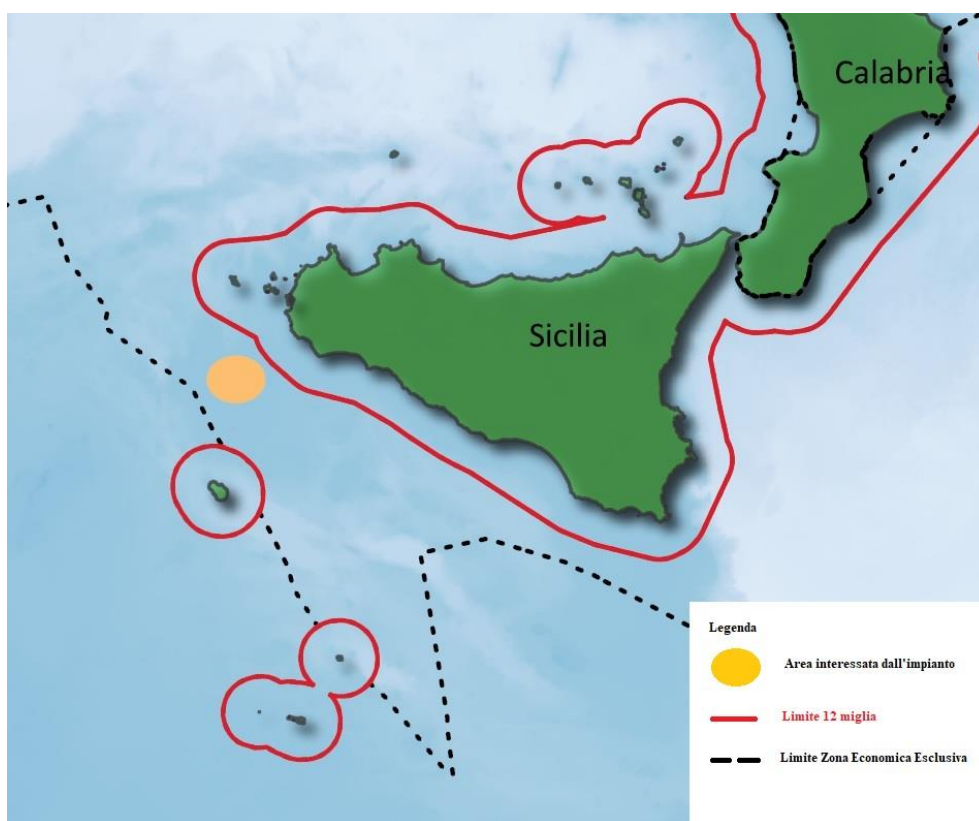 Calabria
Sicilia
Legenda
Area interessata dall'impianto
Limite 12 miglia
Limite Zona Economica Esclusiva